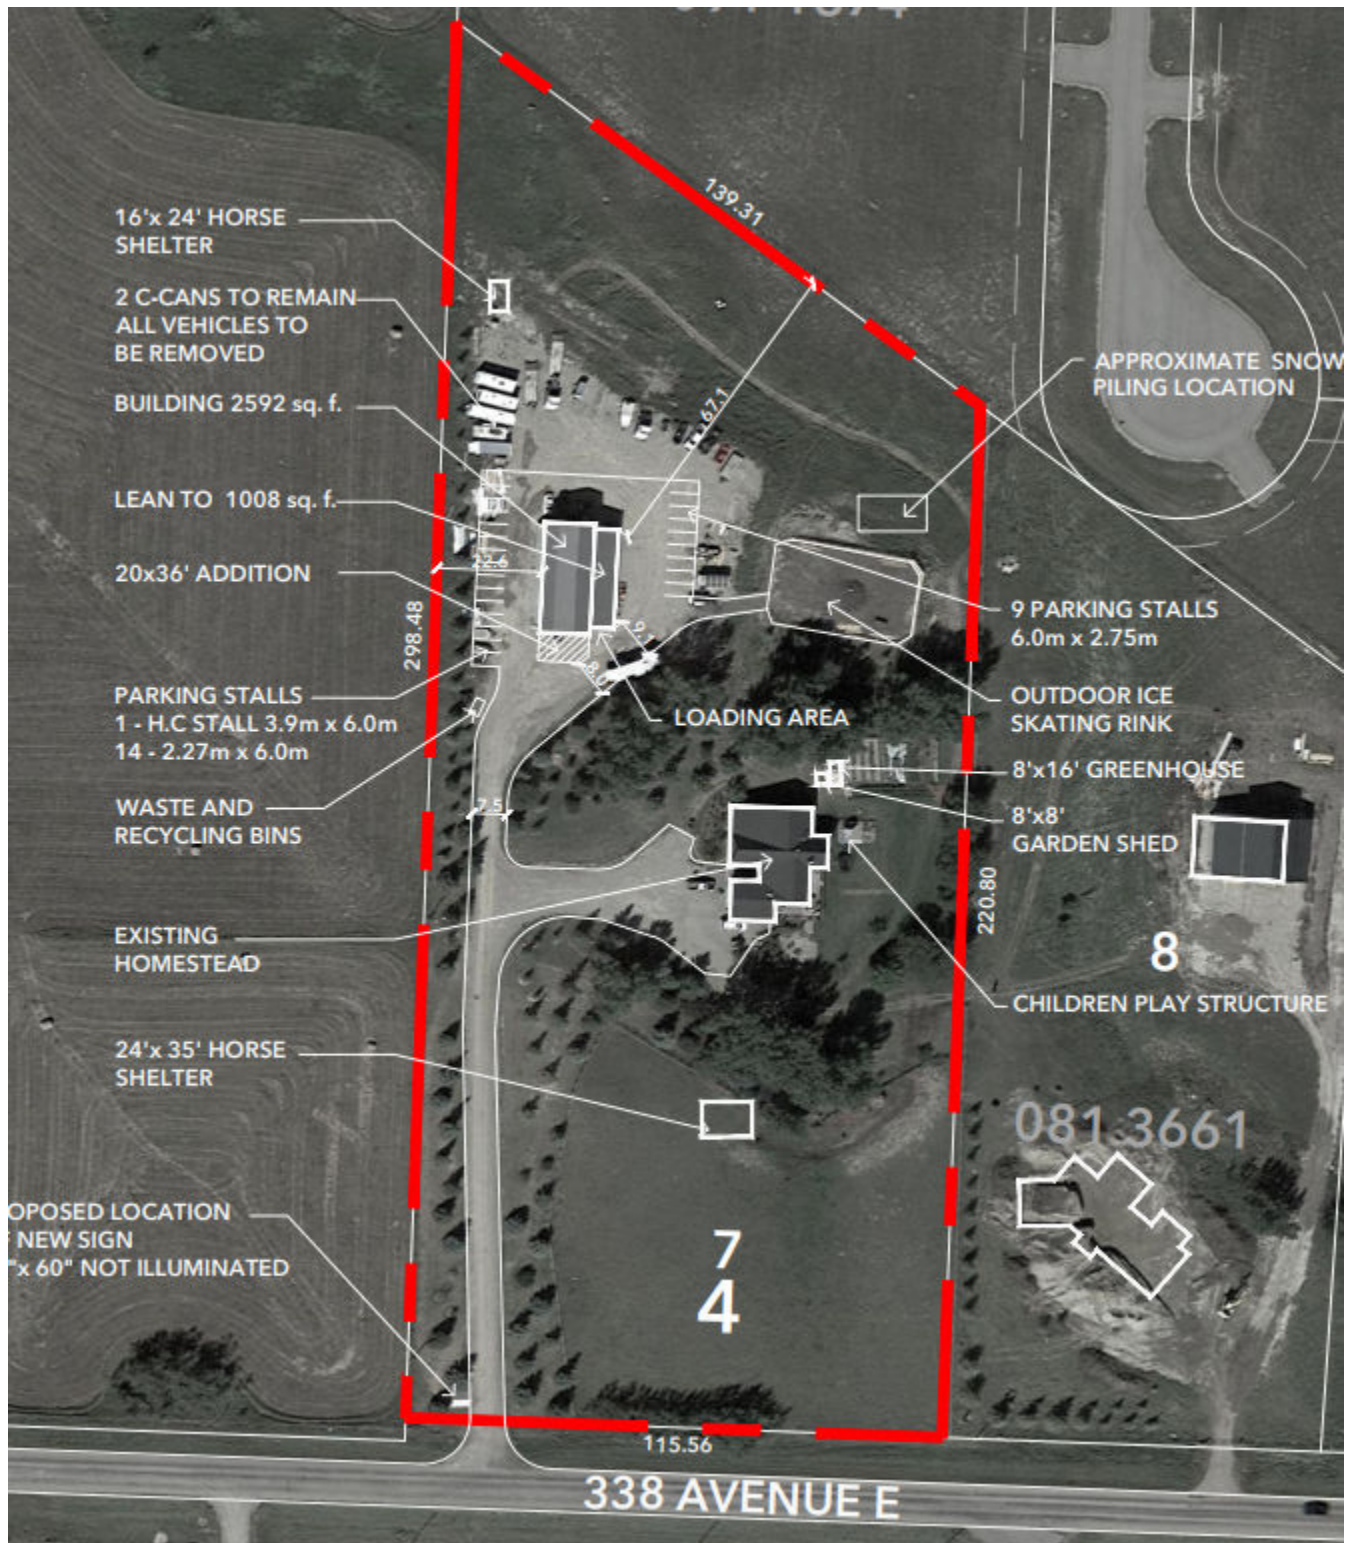 139.31
16'x 24' HORSE
SHELTER
2 C-CANS TO REMAIN
ALL VEHICLES TO
BE REMOVED
APPROXIMATE SNOW
PILING LOCATION
BUILDING 2592 sq. f.
67.1
LEAN TO 1008 sq. f.
22.6
20x36' ADDITION
298.48
9.1
9 PARKING STALLS
6.0m x 2.75m
8.0
PARKING STALLS
1 - H.C STALL 3.9m x 6.0m
14 - 2.27m x 6.0m
LOADING AREA
OUTDOOR ICE
SKATING RINK
8'x16' GREENHOUSE
WASTE AND
RECYCLING BINS
7.5
8'x8'
GARDEN SHED
220.80
EXISTING
HOMESTEAD
8
CHILDREN PLAY STRUCTURE
24'x 35' HORSE
SHELTER
081 3661
OPOSED LOCATION
NEW SIGN
"x 60" NOT ILLUMINATED
7
4
115.56
338 AVENUE E